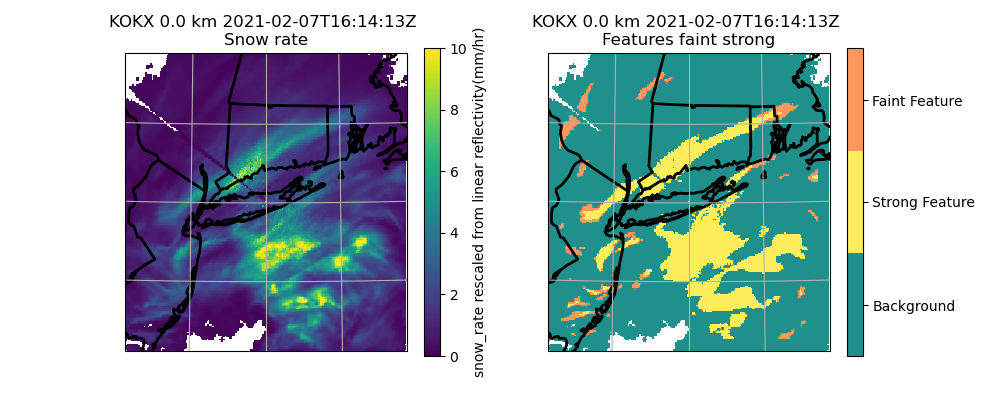 KOKX 0.0 km 2021-02-07T16:14:13Z
Snow rate
10
8
6
4
2
0
snow_rate rescaled from linear reflectivity(mm/hr)
KOKX 0.0 km 2021-02-07T16:14:13Z
Features faint strong
Faint Feature
Strong Feature
Background